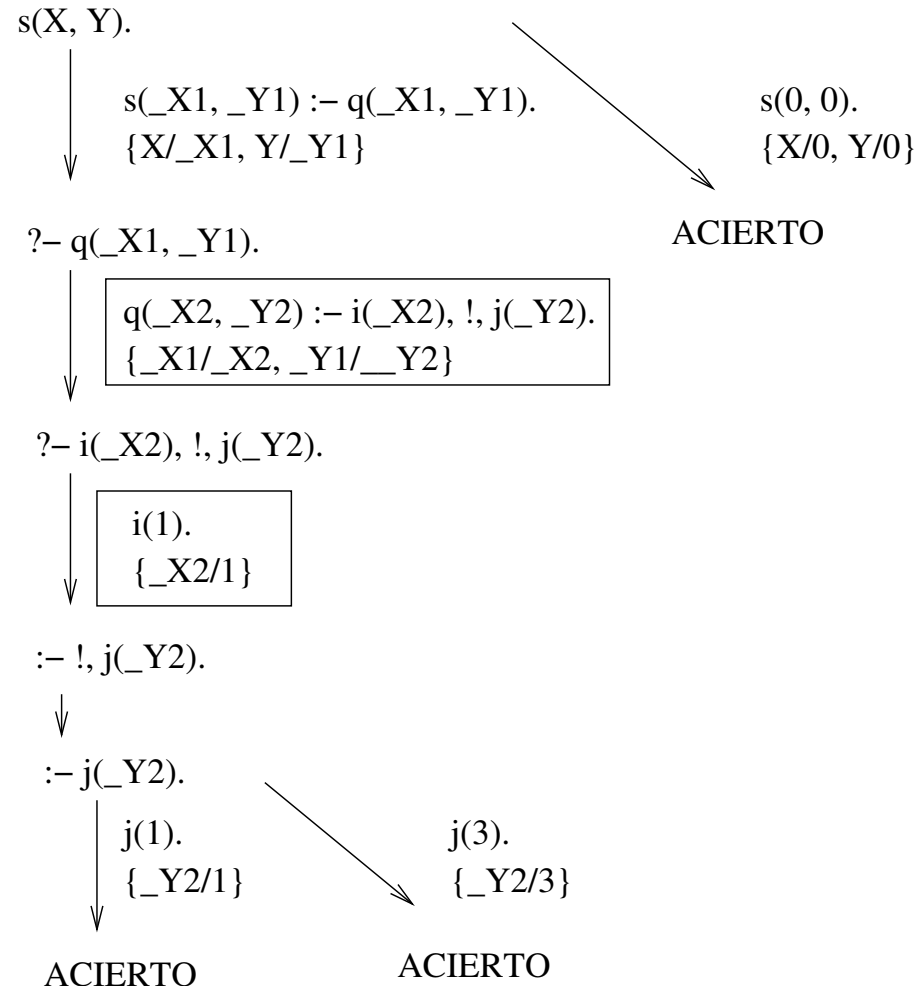 s(X, Y).
s(_X1, _Y1) :– q(_X1, _Y1).
{X/_X1, Y/_Y1}
s(0, 0).
{X/0, Y/0}
?– q(_X1, _Y1).
ACIERTO
q(_X2, _Y2) :– i(_X2), !, j(_Y2).
{_X1/_X2, _Y1/__Y2}
?– i(_X2), !, j(_Y2).
i(1).
{_X2/1}
:– !, j(_Y2).
:– j(_Y2).
j(1).
{_Y2/1}
j(3).
{_Y2/3}
ACIERTO
ACIERTO